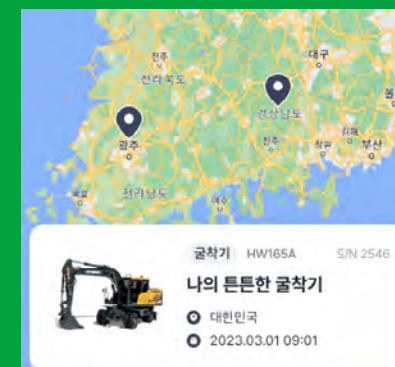 전주
대구
전라북도
경상남도
울
광주
진주
창원
김해
부산
목포
전라남도
여수
굴착기 HW165A S/N 2546
나의 튼튼한 굴착기
대한민국
2023.03.01 09:01